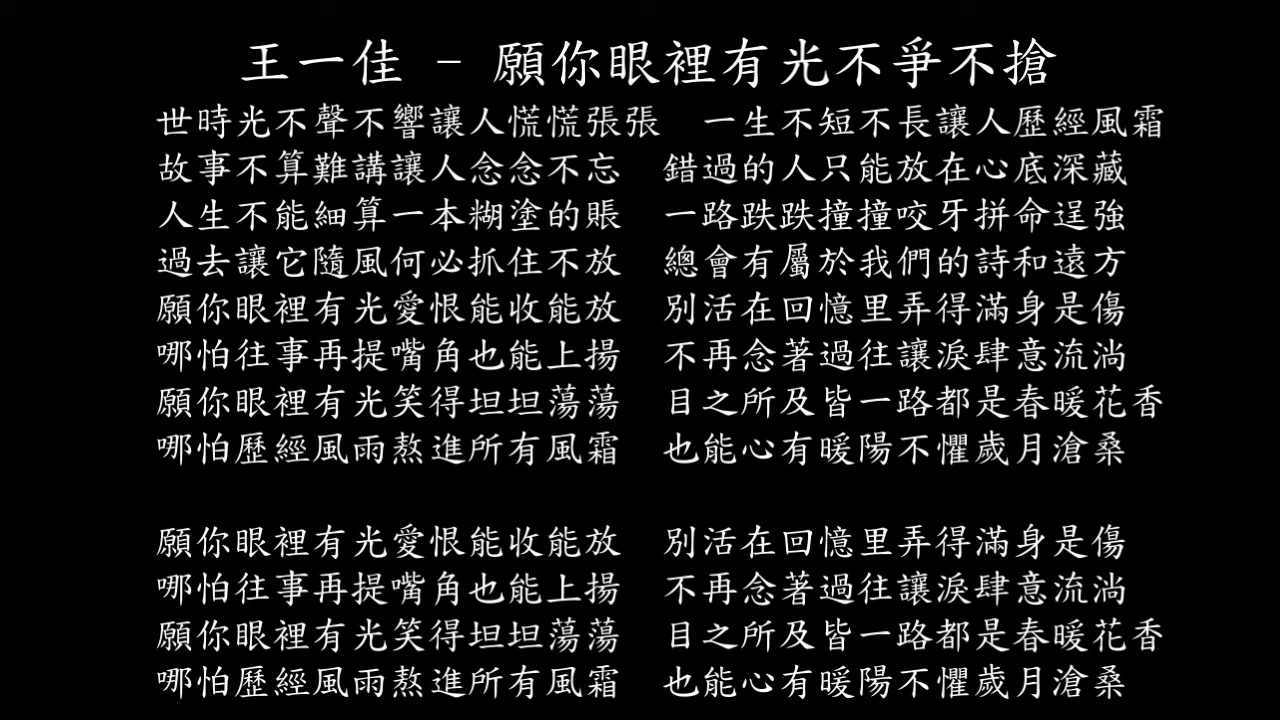 王一佳 - 願你眼裡有光不爭不搶
世時光不聲不響讓人慌慌張張 一生不短不長讓人歷經風霜
故事不算難講讓人念念不忘 錯過的人只能放在心底深藏
人生不能細算一本糊塗的賬 一路跌跌撞撞咬牙拼命逞強
過去讓它隨風何必抓住不放 總會有屬於我們的詩和遠方
願你眼裡有光愛恨能收能放 別活在回憶里弄得滿身是傷
哪怕往事再提嘴角也能上揚 不再念著過往讓淚肆意流淌
願你眼裡有光笑得坦坦蕩蕩 目之所及皆一路都是春暖花香
哪怕歷經風雨熬進所有風霜 也能心有暖陽不懼歲月滄桑
願你眼裡有光愛恨能收能放 別活在回憶里弄得滿身是傷
哪怕往事再提嘴角也能上揚 不再念著過往讓淚肆意流淌
願你眼裡有光笑得坦坦蕩蕩 目之所及皆一路都是春暖花香
哪怕歷經風雨熬進所有風霜 也能心有暖陽不懼歲月滄桑